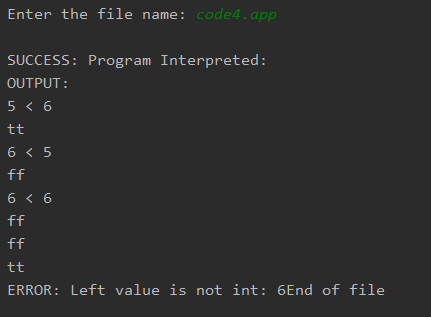 Enter the file name: code4.app
SUCCESS: Program Interpreted:
OUTPUT:
5 < 6
tt
6 < 5
ff
6 < 6
ff
ff
tt
ERROR: Left value is not int: 6End of file